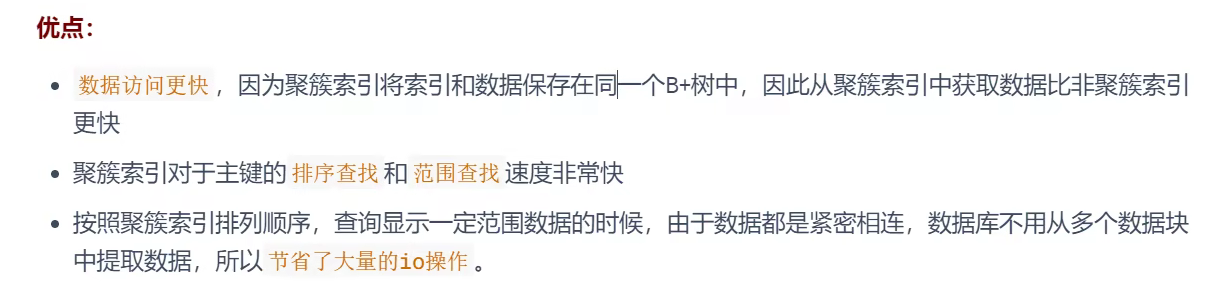 优点：
数据访问更快，因为聚簇索引将索引和数据保存在同一个B+树中，因此从聚簇索引中获取数据比非聚簇索引
更快
聚簇索引对于主键的排序查找和范围查找速度非常快
按照聚簇索引排列顺序，查询显示一定范围数据的时候，由于数据都是紧密相连，数据库不用从多个数据块
中提取数据，所以节省了大量的io操作。